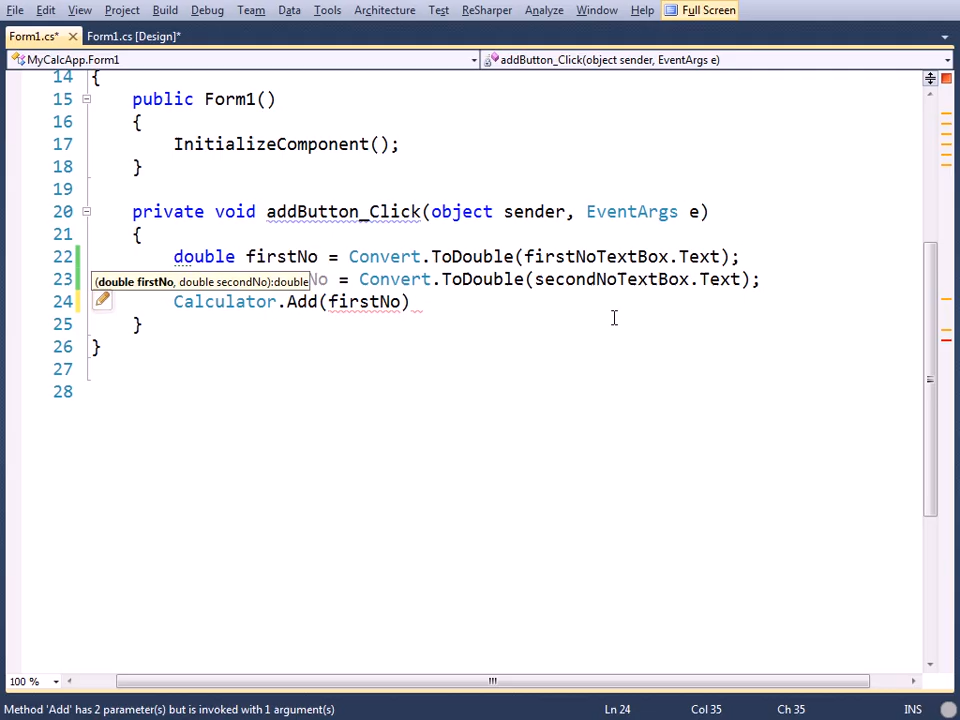 File Edit View Project Build Debug Team Data Tools Architecture Test ReSharper Analyze Window Help Full Screen
Form1.cs* Form1.cs [Design]*
MyCalcApp.Form1 addButton_Click(object sender, EventArgs e)
14 {
15 public Form1()
16 {
17 InitializeComponent();
18 }
19
20 private void addButton_Click(object sender, EventArgs e)
21 {
22 double firstNo = Convert.ToDouble(firstNoTextBox.Text);
23 No = Convert.ToDouble(secondNoTextBox.Text);
(double firstNo, double secondNo):double
24 Calculator.Add(firstNo)
25 }
26 }
27
28
100 %
Method 'Add' has 2 parameter(s) but is invoked with 1 argument(s) Ln 24 Col 35 Ch 35 INS